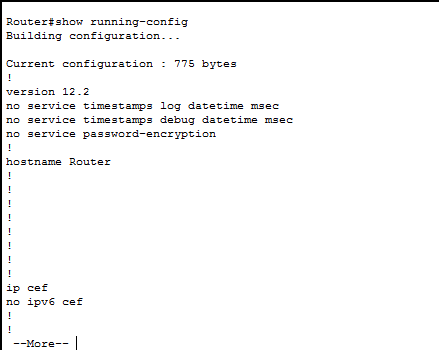 Router#show running-config
Building configuration...
Current configuration : 775 bytes
!
version 12.2
no service timestamps log datetime msec
no service timestamps debug datetime msec
no service password-encryption
!
hostname Router
!
!
!
!
!
!
!
!
ip cef
no ipv6 cef
!
!
--More--